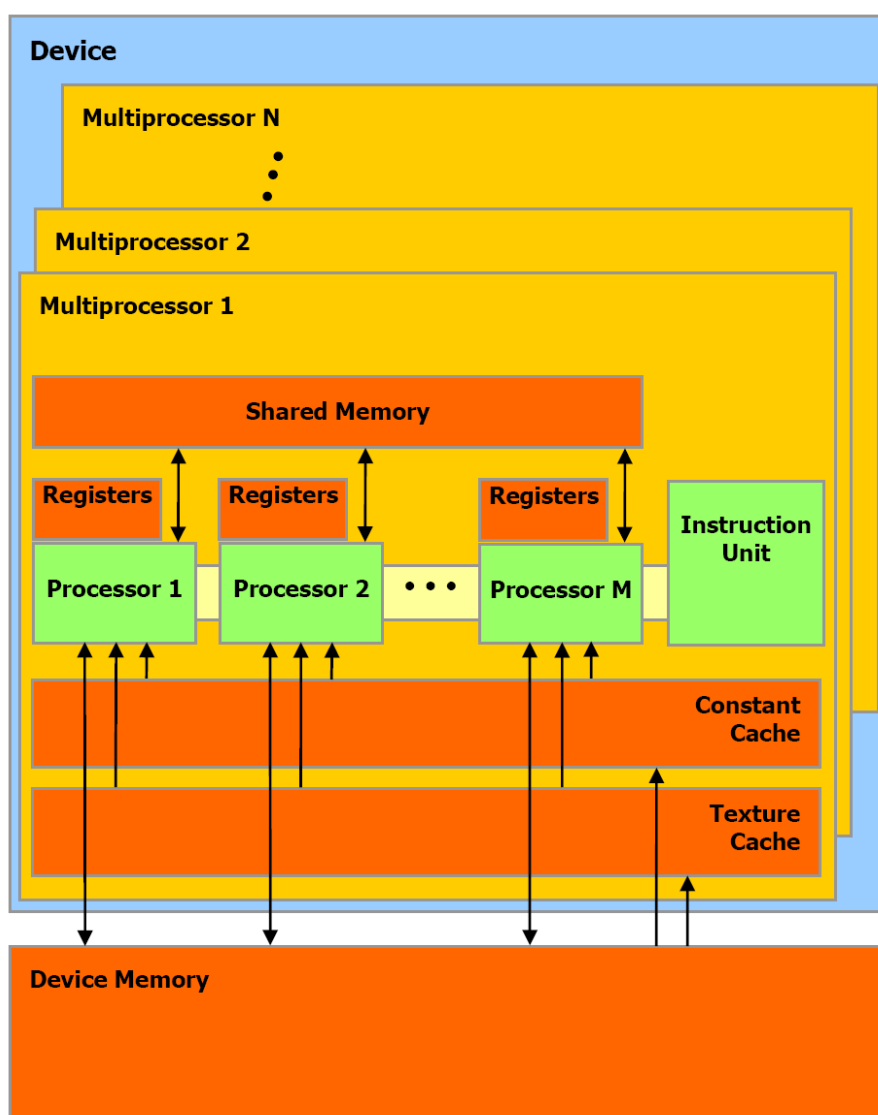 Device
Multiprocessor N
Multiprocessor 2
Multiprocessor 1
Shared Memory
Registers
Registers
Registers
Instruction
Unit
Processor 1
Processor 2
Processor M
Constant
Cache
Texture
Cache
Device Memory